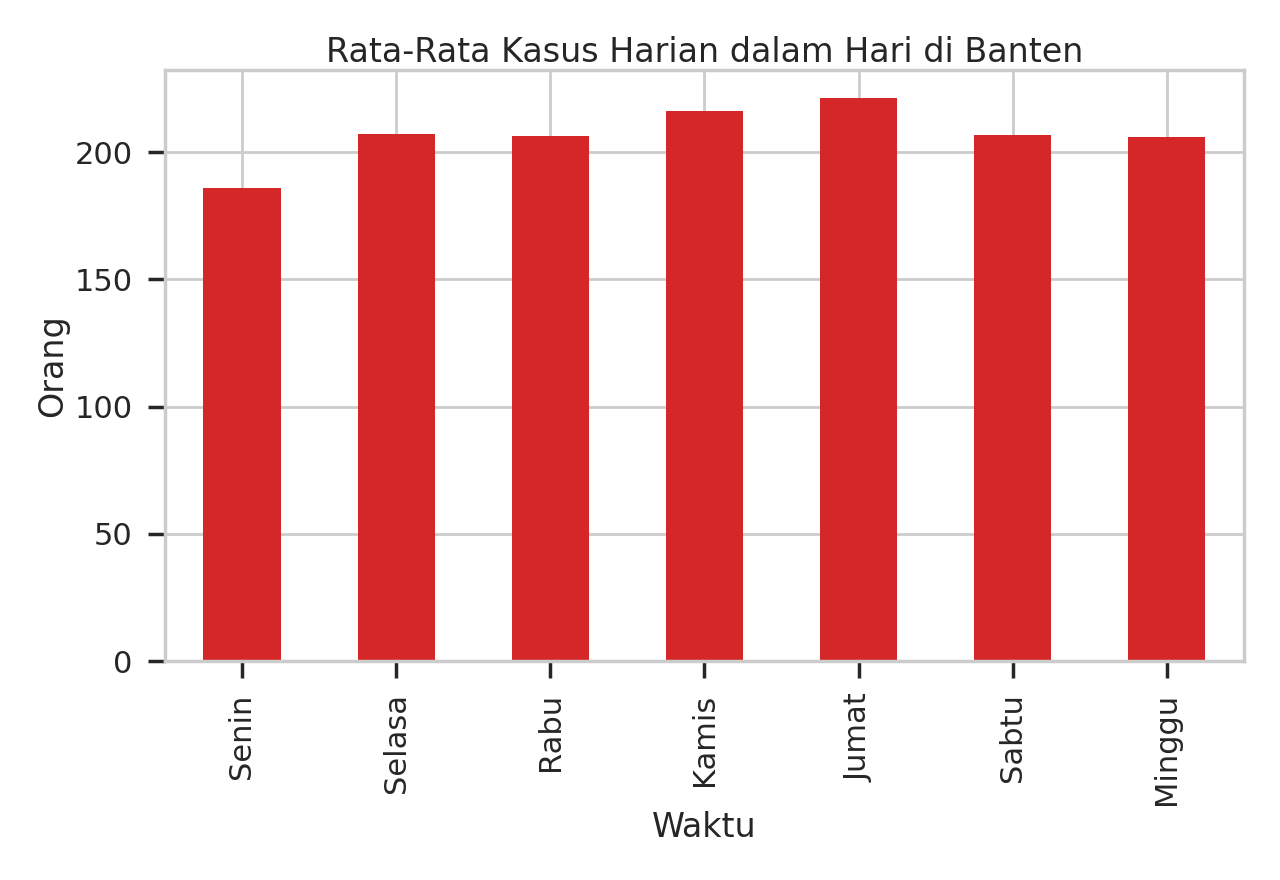 Rata-Rata Kasus Harian dalam Hari di Banten
Orang
200
150
100
50
0
Senin
Selasa
Rabu
Kamis
Jumat
Sabtu
Minggu
Waktu